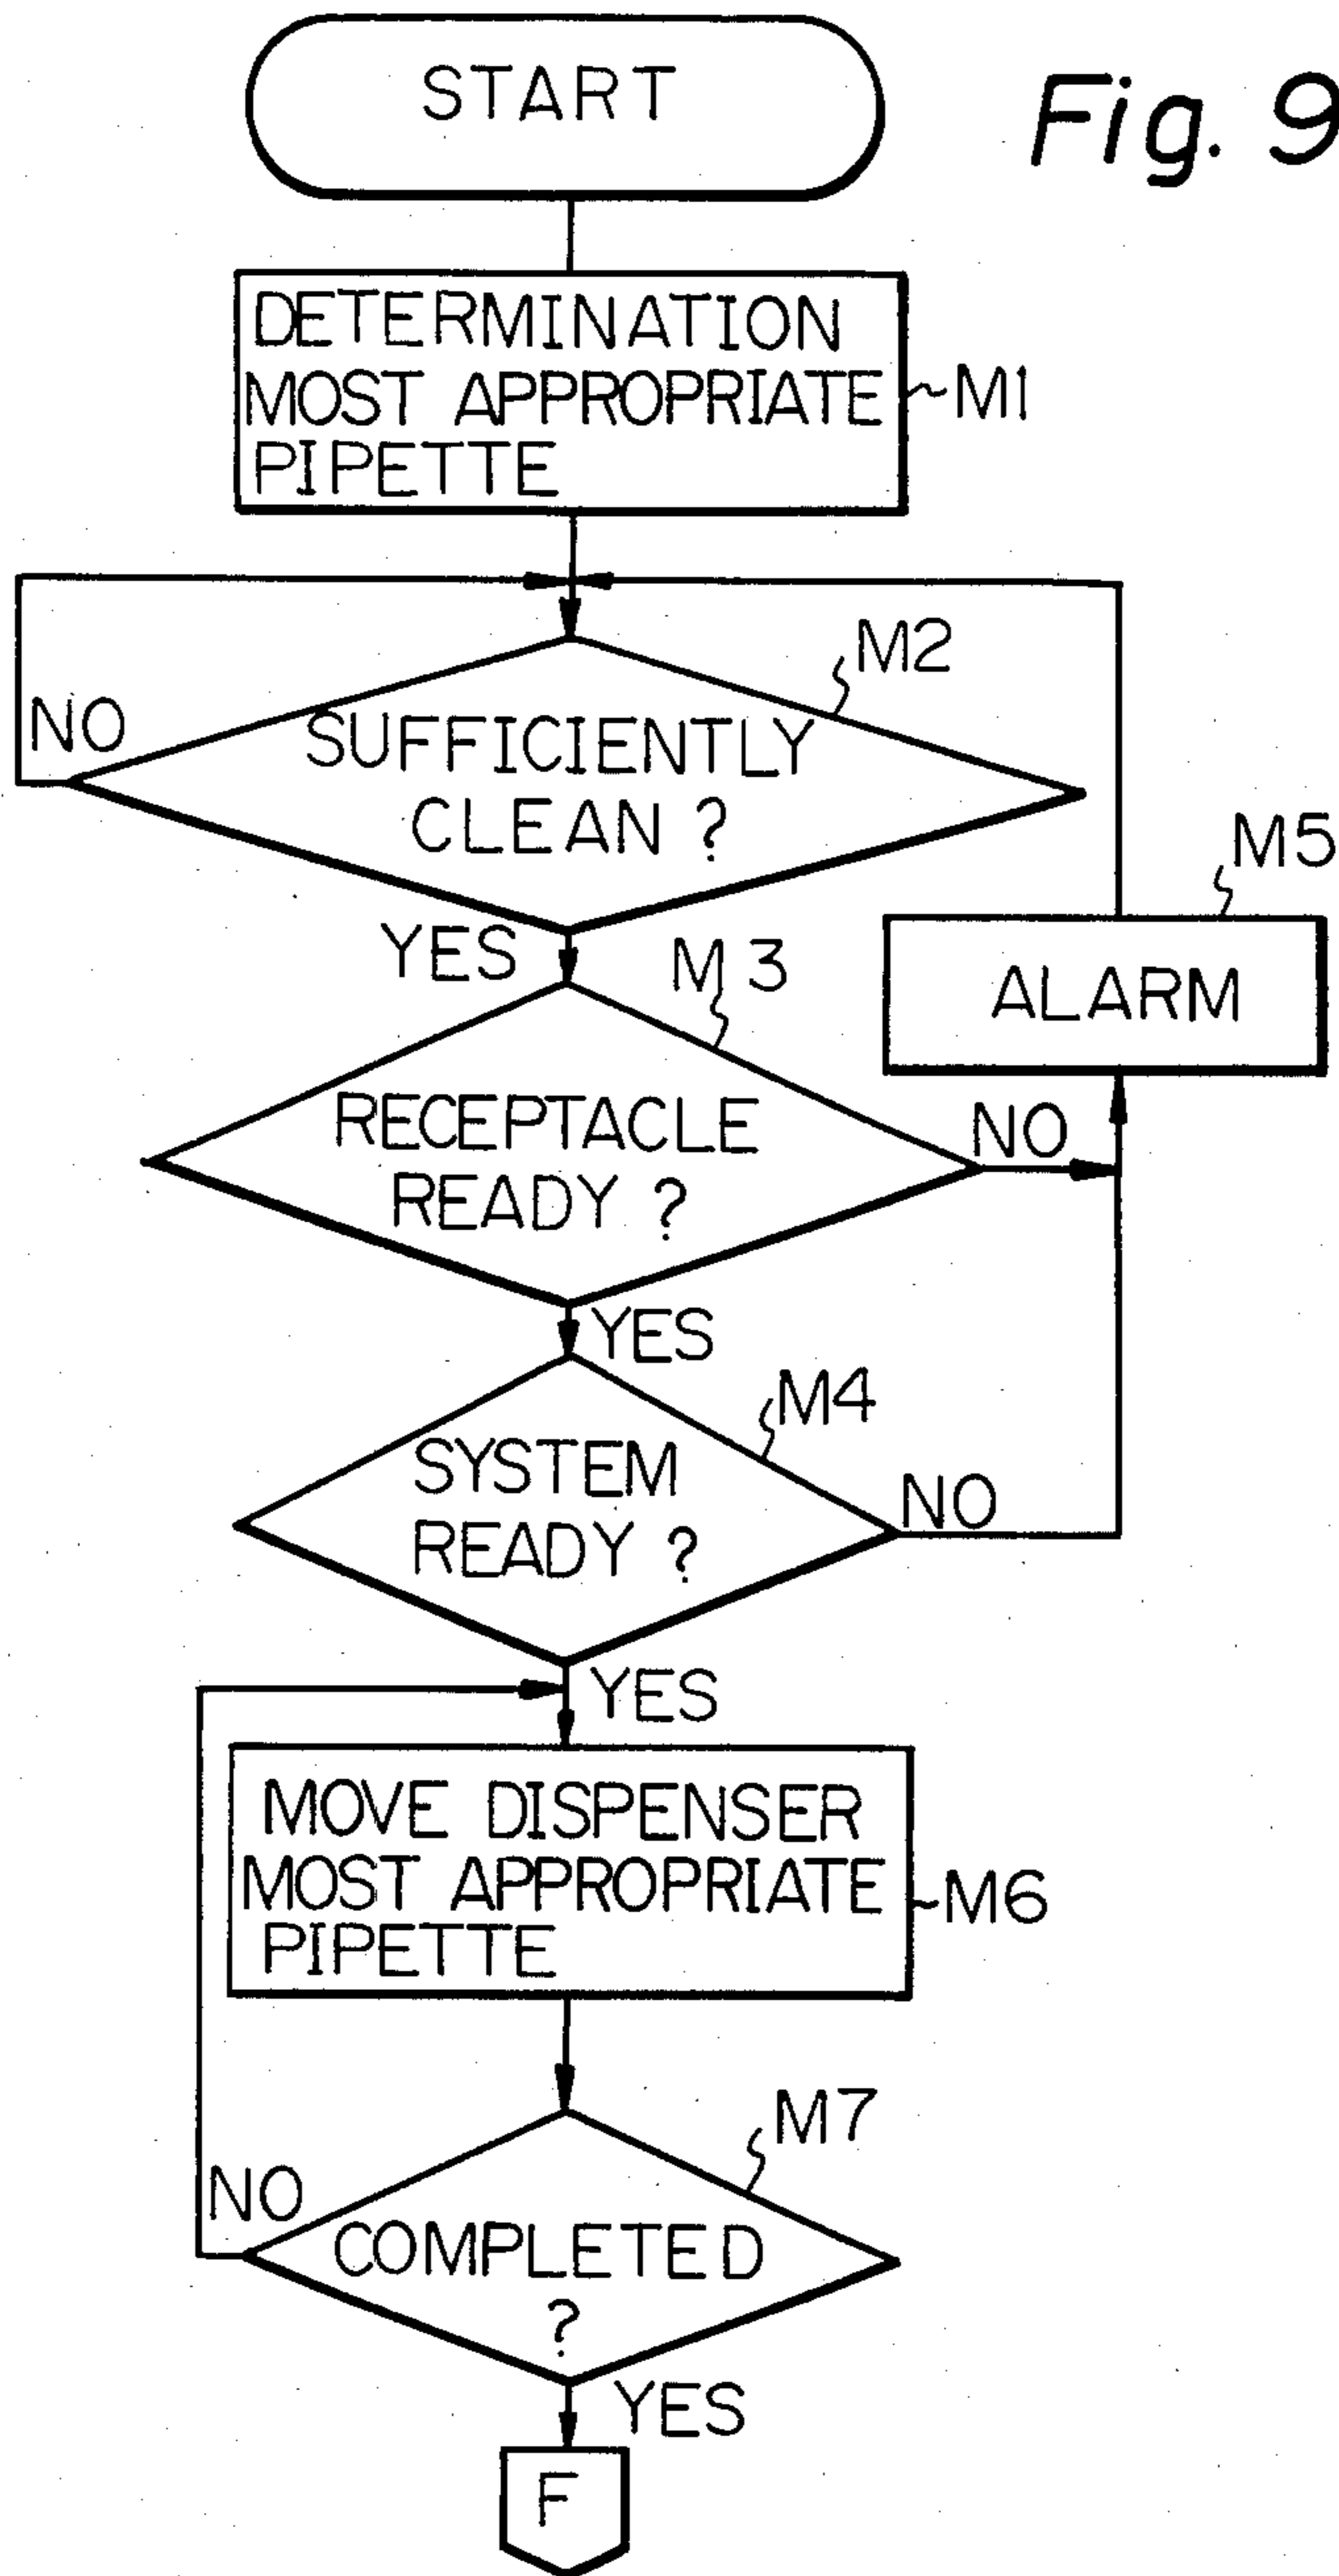 START
Fig. 9
DETERMINATION
MOST APPROPRIATE
PIPETTE
M1
M2
NO
SUFFICIENTLY
CLEAN ?
M5
YES
M3
ALARM
RECEPTACLE
READY ?
NO
YES
M4
SYSTEM
READY ?
NO
YES
MOVE DISPENSER
MOST APPROPRIATE
PIPETTE
M6
M7
NO
COMPLETED
?
YES
F